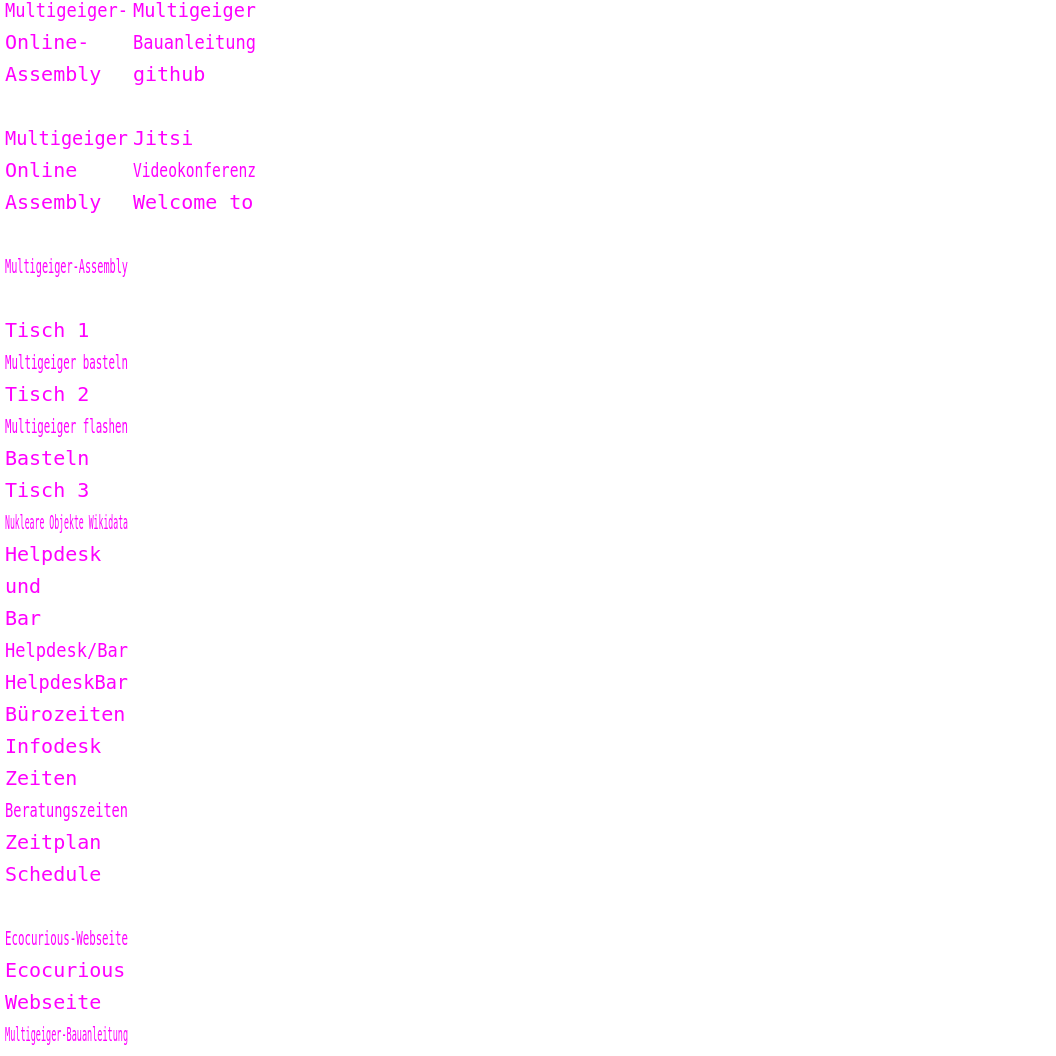 Multigeiger-
Online-
Assembly
Multigeiger
Online
Assembly
Multigeiger-Assembly
Tisch 1
Multigeiger basteln
Tisch 2
Multigeiger flashen
Basteln
Tisch 3
Nukleare Objekte Wikidata
Helpdesk
und
Bar
Helpdesk/Bar
HelpdeskBar
Bürozeiten
Infodesk
Zeiten
Beratungszeiten
Zeitplan
Schedule
Ecocurious-Webseite
Ecocurious
Webseite
Multigeiger-Bauanleitung
Multigeiger
Bauanleitung
github
Jitsi
Videokonferenz
Welcome to